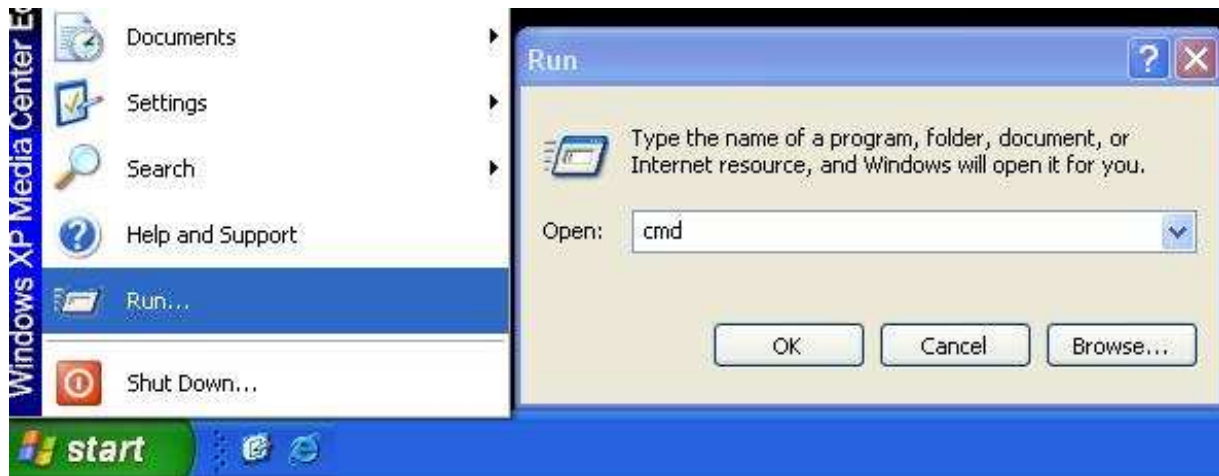 Windows XP Media Center E
Documents
Settings
Search
Help and Support
Run...
Shut Down...
start
Run
Type the name of a program, folder, document, or
Internet resource, and Windows will open it for you.
Open:
cmd
OK
Cancel
Browse...